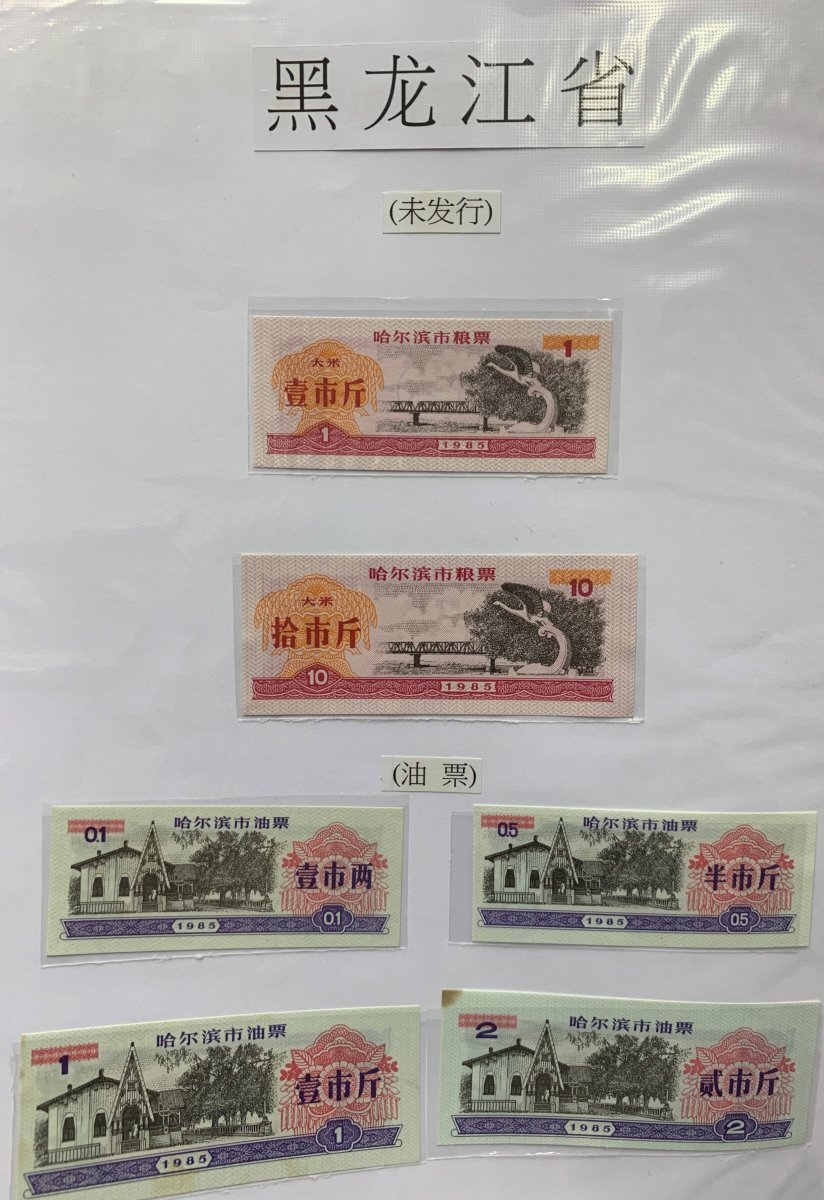 黑龙江省
(未发行)
哈尔滨市粮票
1
大米
壹市斤
1
1985
哈尔滨市粮票
10
大米
拾市斤
10
1985
(油 票)
哈尔滨市油票
0.1
壹市两
0.1
1985
哈尔滨市油票
0.5
半市斤
0.5
1985
哈尔滨市油票
1
壹市斤
1
1985
哈尔滨市油票
2
贰市斤
2
1985